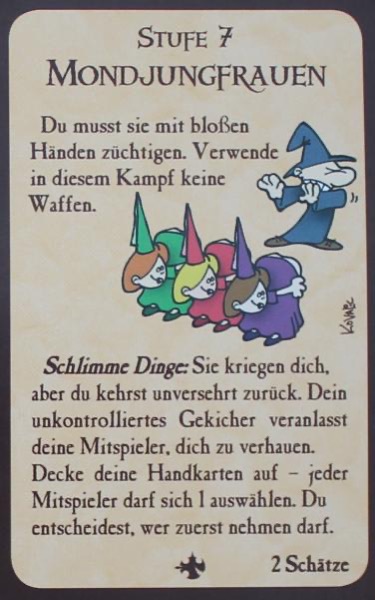 Stufe 7
Mondjungfrauen
Du musst sie mit bloßen
Händen züchtigen. Verwende
in diesem Kampf keine
Waffen.
Kovalic
Schlimme Dinge: Sie kriegen dich,
aber du kehrst unversehrt zurück. Dein
unkontrolliertes Gekicher veranlasst
deine Mitspieler, dich zu verhauen.
Decke deine Handkarten auf – jeder
Mitspieler darf sich 1 auswählen. Du
entscheidest, wer zuerst nehmen darf.
2 Schätze